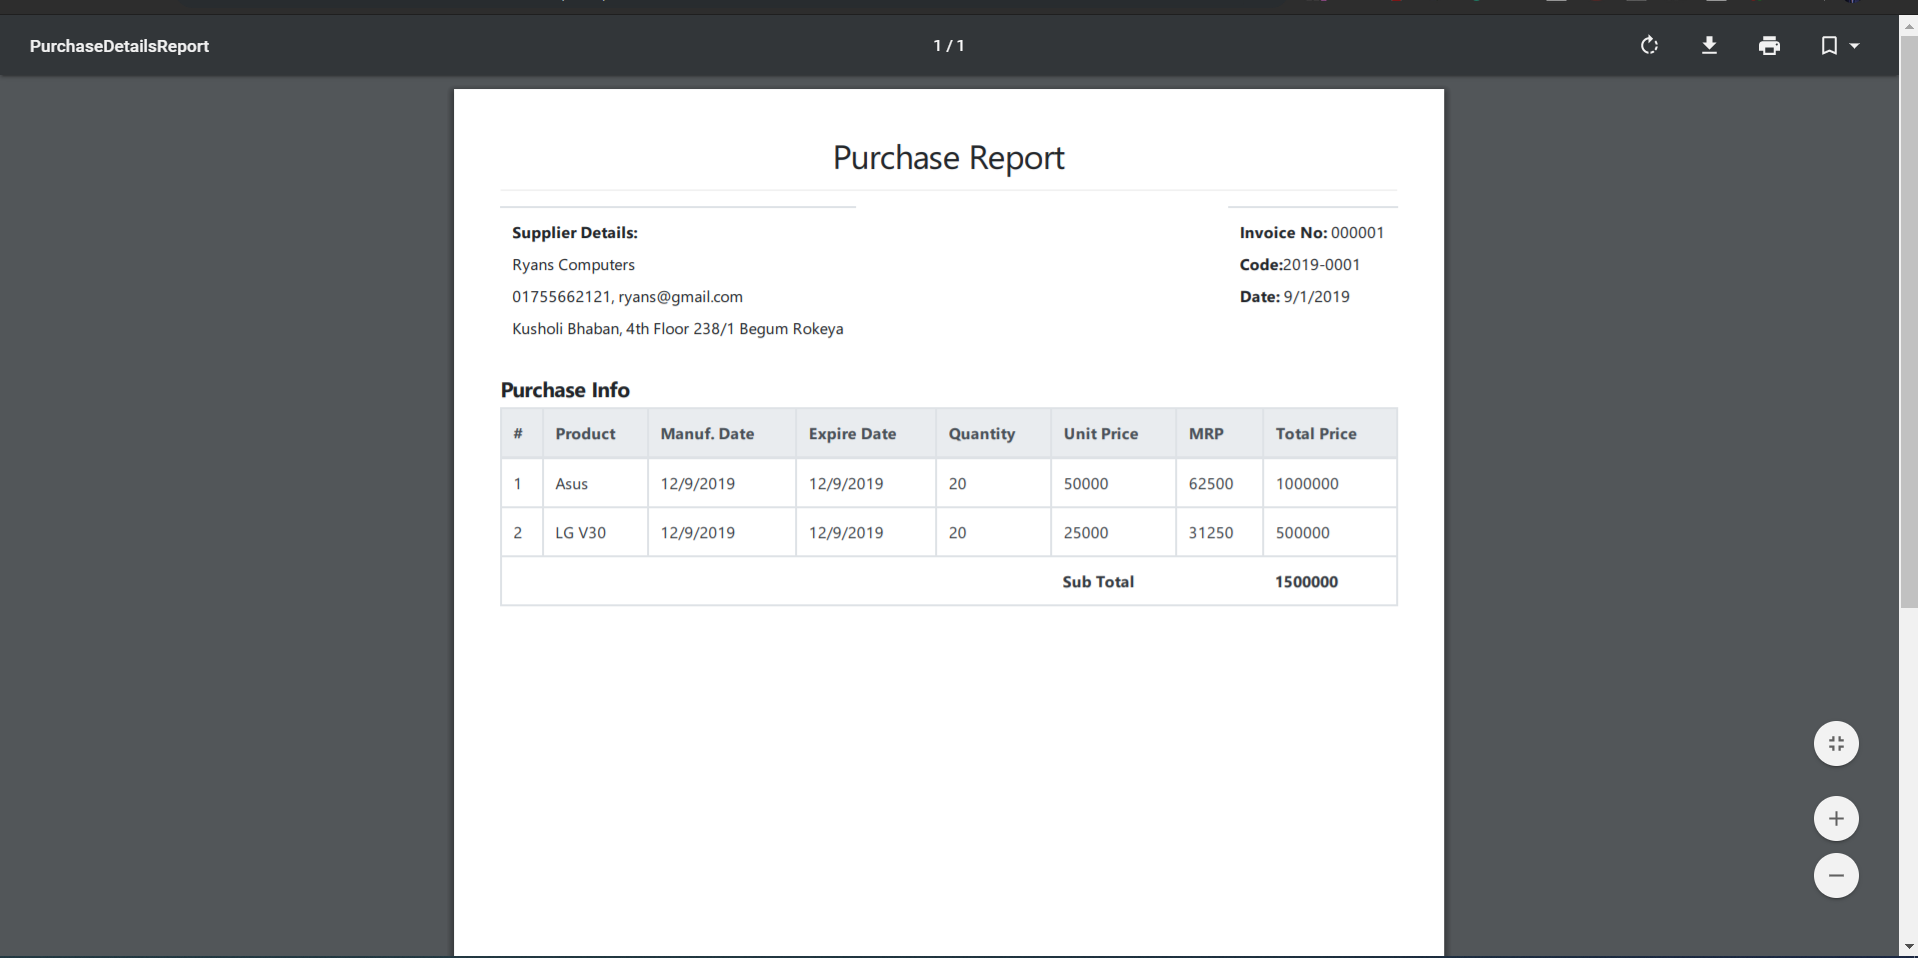 PurchaseDetailsReport
1 / 1
Purchase Report
Supplier Details:
Ryans Computers
01755662121, ryans@gmail.com
Kusholi Bhaban, 4th Floor 238/1 Begum Rokeya
Invoice No: 000001
Code:2019-0001
Date: 9/1/2019
Purchase Info
# Product Manuf. Date Expire Date Quantity Unit Price MRP Total Price
1 Asus 12/9/2019 12/9/2019 20 50000 62500 1000000
2 LG V30 12/9/2019 12/9/2019 20 25000 31250 500000
Sub Total 1500000